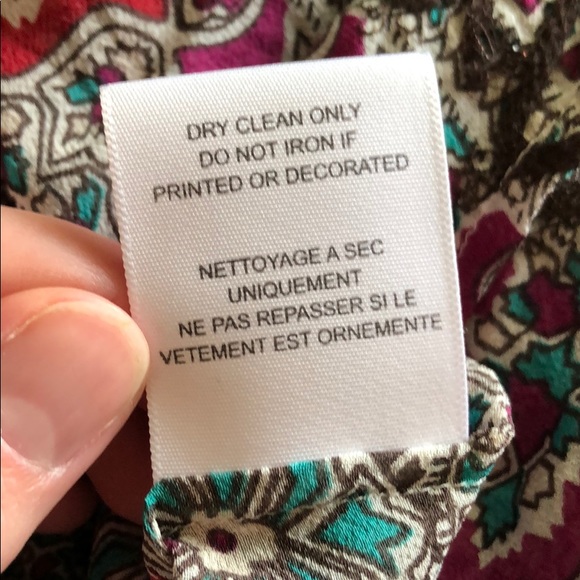 DRY CLEAN ONLY
DO NOT IRON IF
PRINTED OR DECORATED
NETTOYAGE A SEC
UNIQUEMENT
NE PAS REPASSER SI LE
VETEMENT EST ORNEMENTE